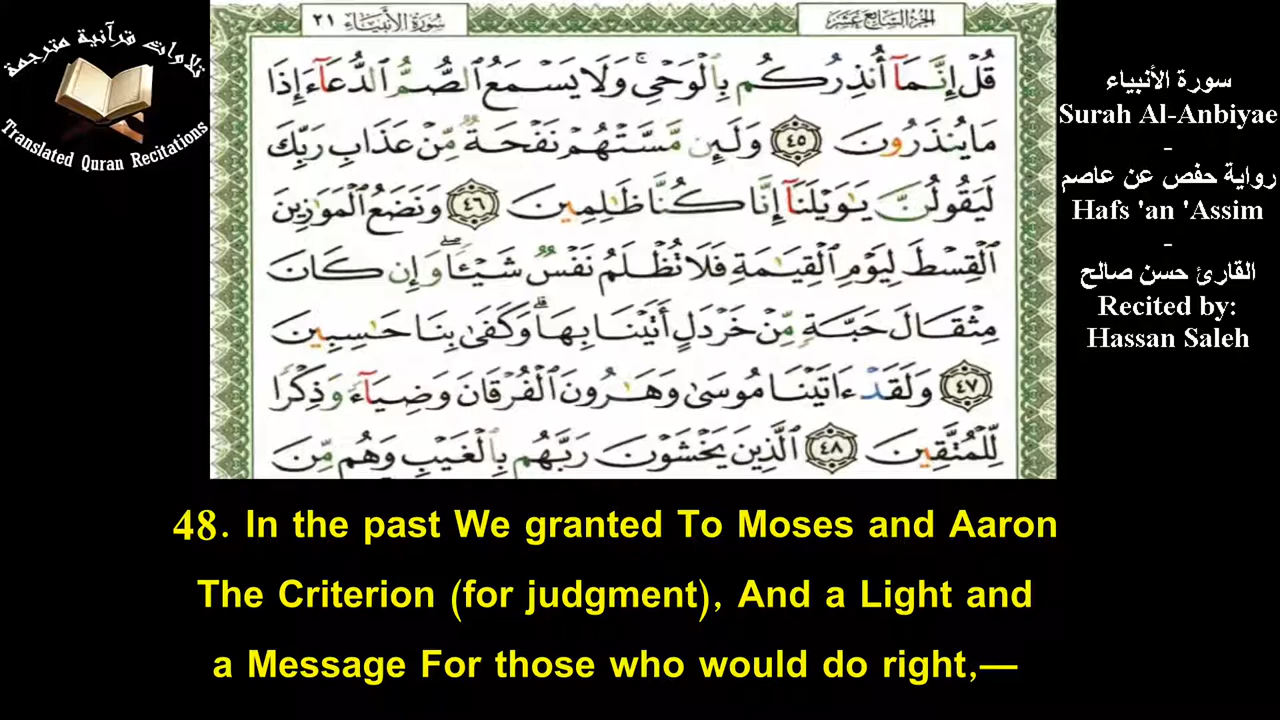 تلاوات قرآنية مترجمة
Translated Quran Recitations
الجزء السابع عشر
سورة الأنبياء ٢١
قُلْ إِنَّمَآ أُنذِرُكُم بِٱلْوَحْىِ ۚ وَلَا يَسْمَعُ ٱلصُّمُّ ٱلدُّعَآءَ إِذَا
مَا يُنذَرُونَ ٤٥ وَلَئِن مَّسَّتْهُمْ نَفْحَةٌ مِّنْ عَذَابِ رَبِّكَ
لَيَقُولُنَّ يَٰوَيْلَنَآ إِنَّا كُنَّا ظَٰلِمِينَ ٤٦ وَنَضَعُ ٱلْمَوَٰزِينَ
ٱلْقِسْطَ لِيَوْمِ ٱلْقِيَٰمَةِ فَلَا تُظْلَمُ نَفْسٌ شَيْـًٔا ۖ وَإِن كَانَ
مِثْقَالَ حَبَّةٍ مِّنْ خَرْدَلٍ أَتَيْنَا بِهَا ۗ وَكَفَىٰ بِنَا حَٰسِبِينَ
٤٧ وَلَقَدْ ءَاتَيْنَا مُوسَىٰ وَهَٰرُونَ ٱلْفُرْقَانَ وَضِيَآءً وَذِكْرًا
لِّلْمُتَّقِينَ ٤٨ ٱلَّذِينَ يَخْشَوْنَ رَبَّهُم بِٱلْغَيْبِ وَهُم مِّنَ
سورة الأنبياء
Surah Al-Anbiyae
-
رواية حفص عن عاصم
Hafs 'an 'Assim
-
القارئ حسن صالح
Recited by:
Hassan Saleh
48. In the past We granted To Moses and Aaron
The Criterion (for judgment), And a Light and
a Message For those who would do right,—